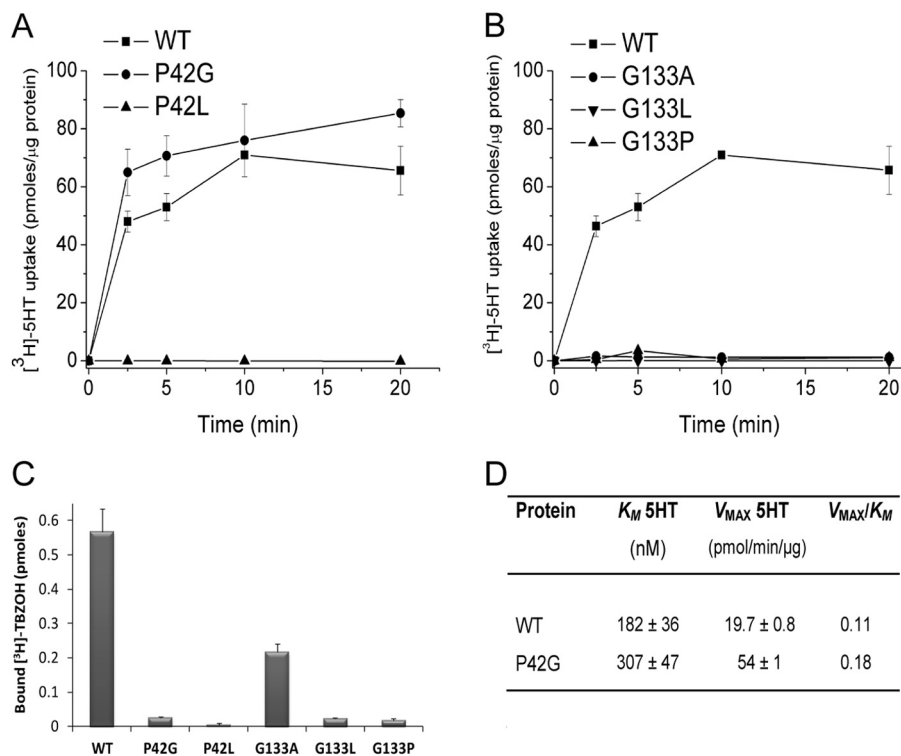 A
WT
P42G
P42L
[³H]-5HT uptake (pmoles/μg protein)
100
80
60
40
20
0
0 5 10 15 20
Time (min)
B
WT
G133A
G133L
G133P
[³H]-5HT uptake (pmoles/μg protein)
100
80
60
40
20
0
0 5 10 15 20
Time (min)
C
Bound [³H]-TBZOH (pmoles)
0.6
0.5
0.4
0.3
0.2
0.1
0
WT P42G P42L G133A G133L G133P
D
Protein K_M 5HT V_MAX 5HT V_MAX/K_M
(nM) (pmol/min/μg)
WT 182 ± 36 19.7 ± 0.8 0.11
P42G 307 ± 47 54 ± 1 0.18